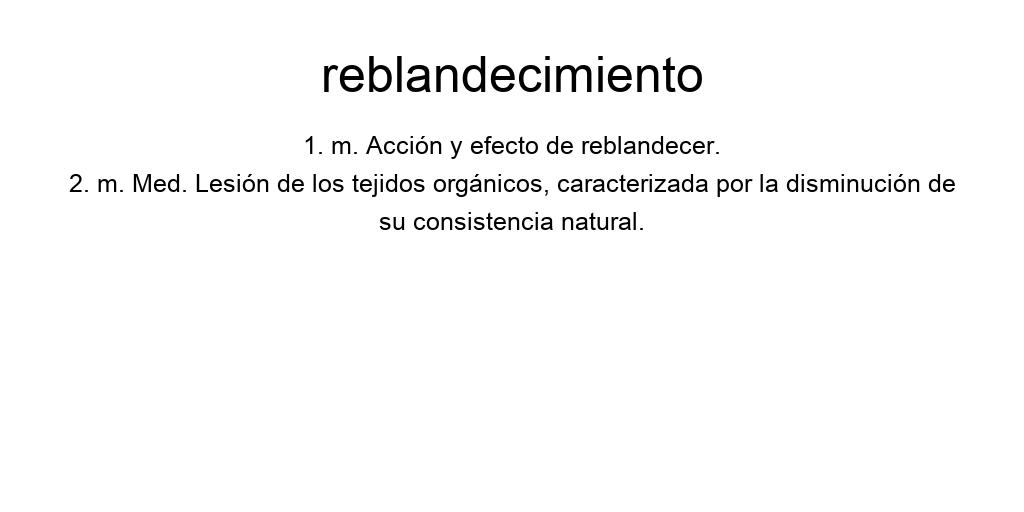 reblandecimiento
1. m. Acción y efecto de reblandecer.
2. m. Med. Lesión de los tejidos orgánicos, caracterizada por la disminución de
su consistencia natural.